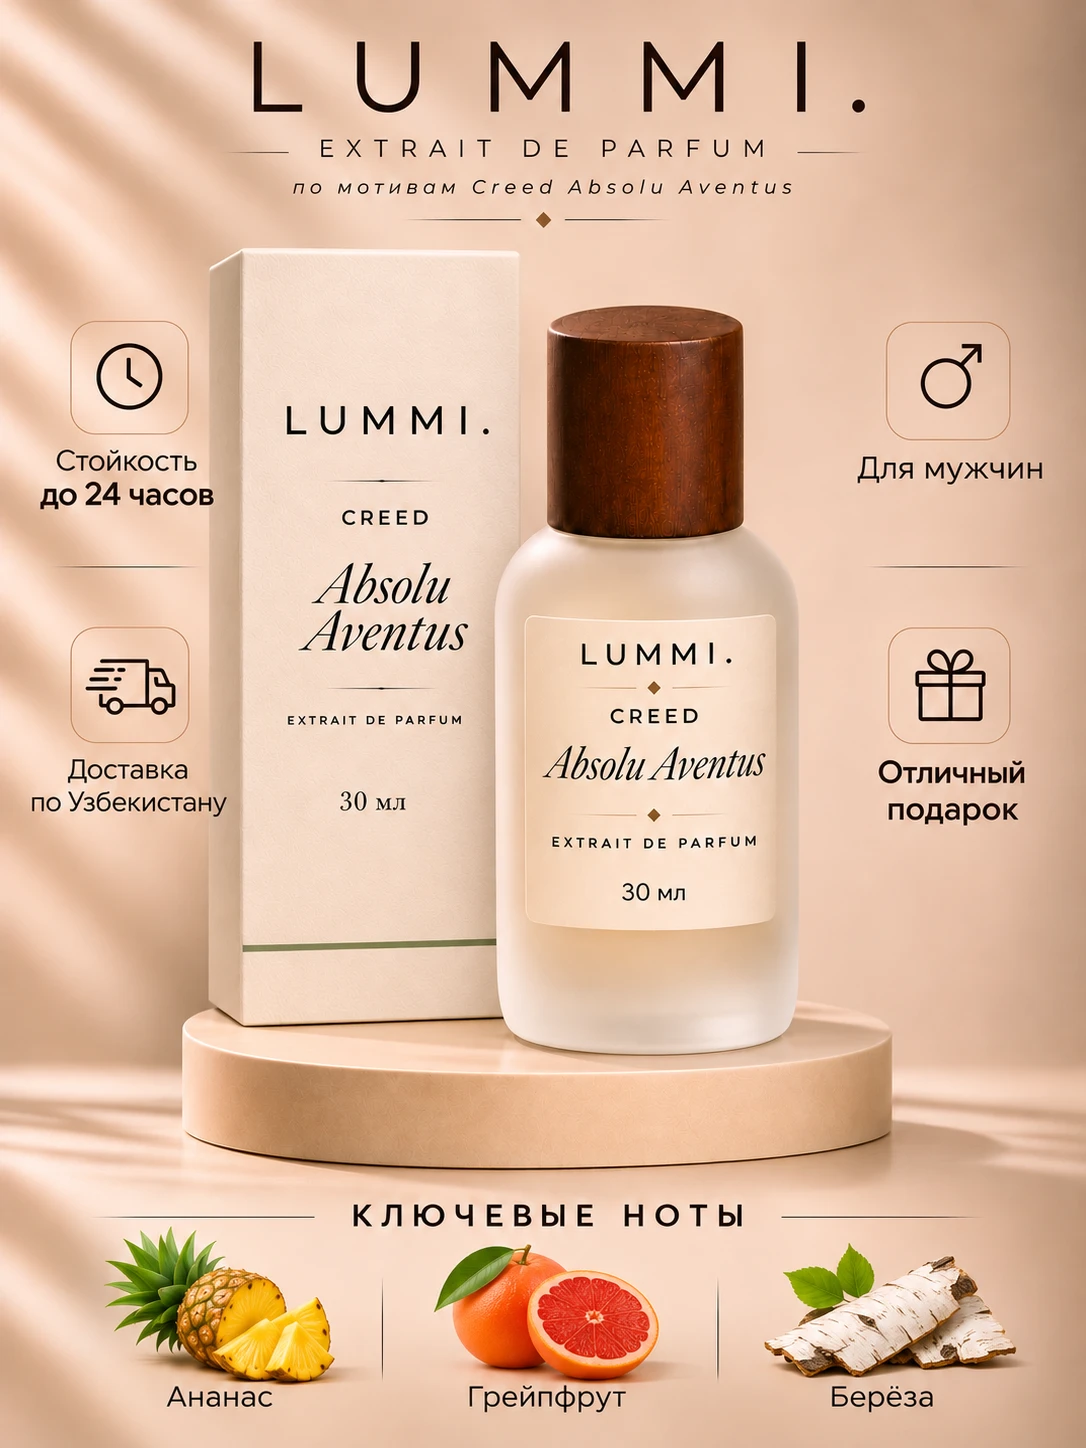 LUMMI.
EXTRAIT DE PARFUM
по мотивам Creed Absolu Aventus
LUMMI.
CREED
Absolu
Aventus
EXTRAIT DE PARFUM
30 мл
LUMMI.
CREED
Absolu Aventus
EXTRAIT DE PARFUM
30 мл
Стойкость
до 24 часов
Доставка
по Узбекистану
Для мужчин
Отличный
подарок
КЛЮЧЕВЫЕ НОТЫ
Ананас
Грейпфрут
Берёза